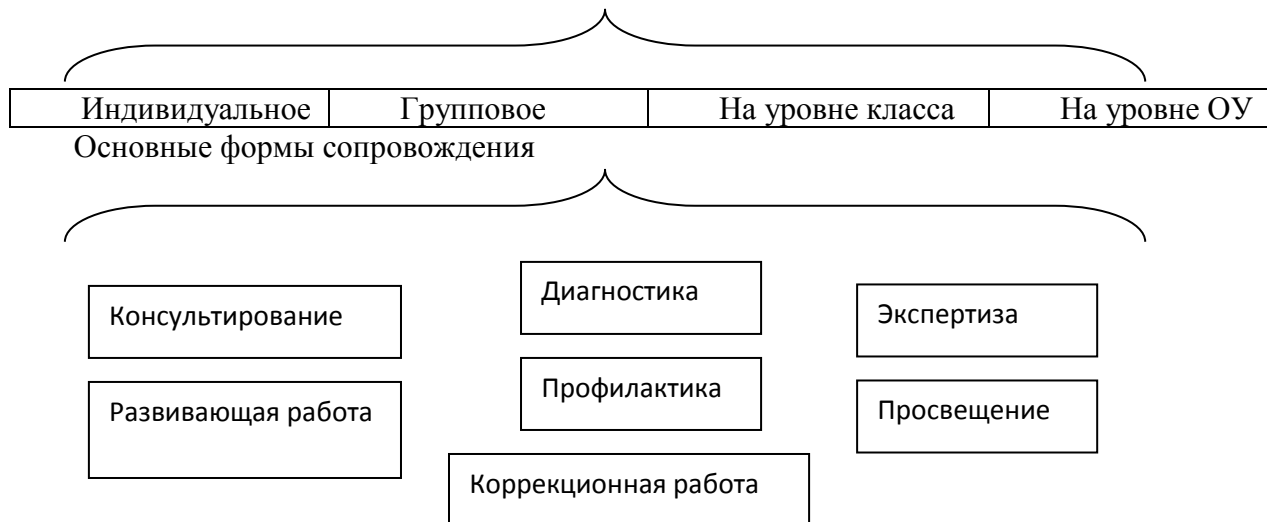 Индивидуальное Групповое На уровне класса На уровне ОУ
Основные формы сопровождения
Консультирование
Диагностика
Экспертиза
Развивающая работа
Профилактика
Просвещение
Коррекционная работа